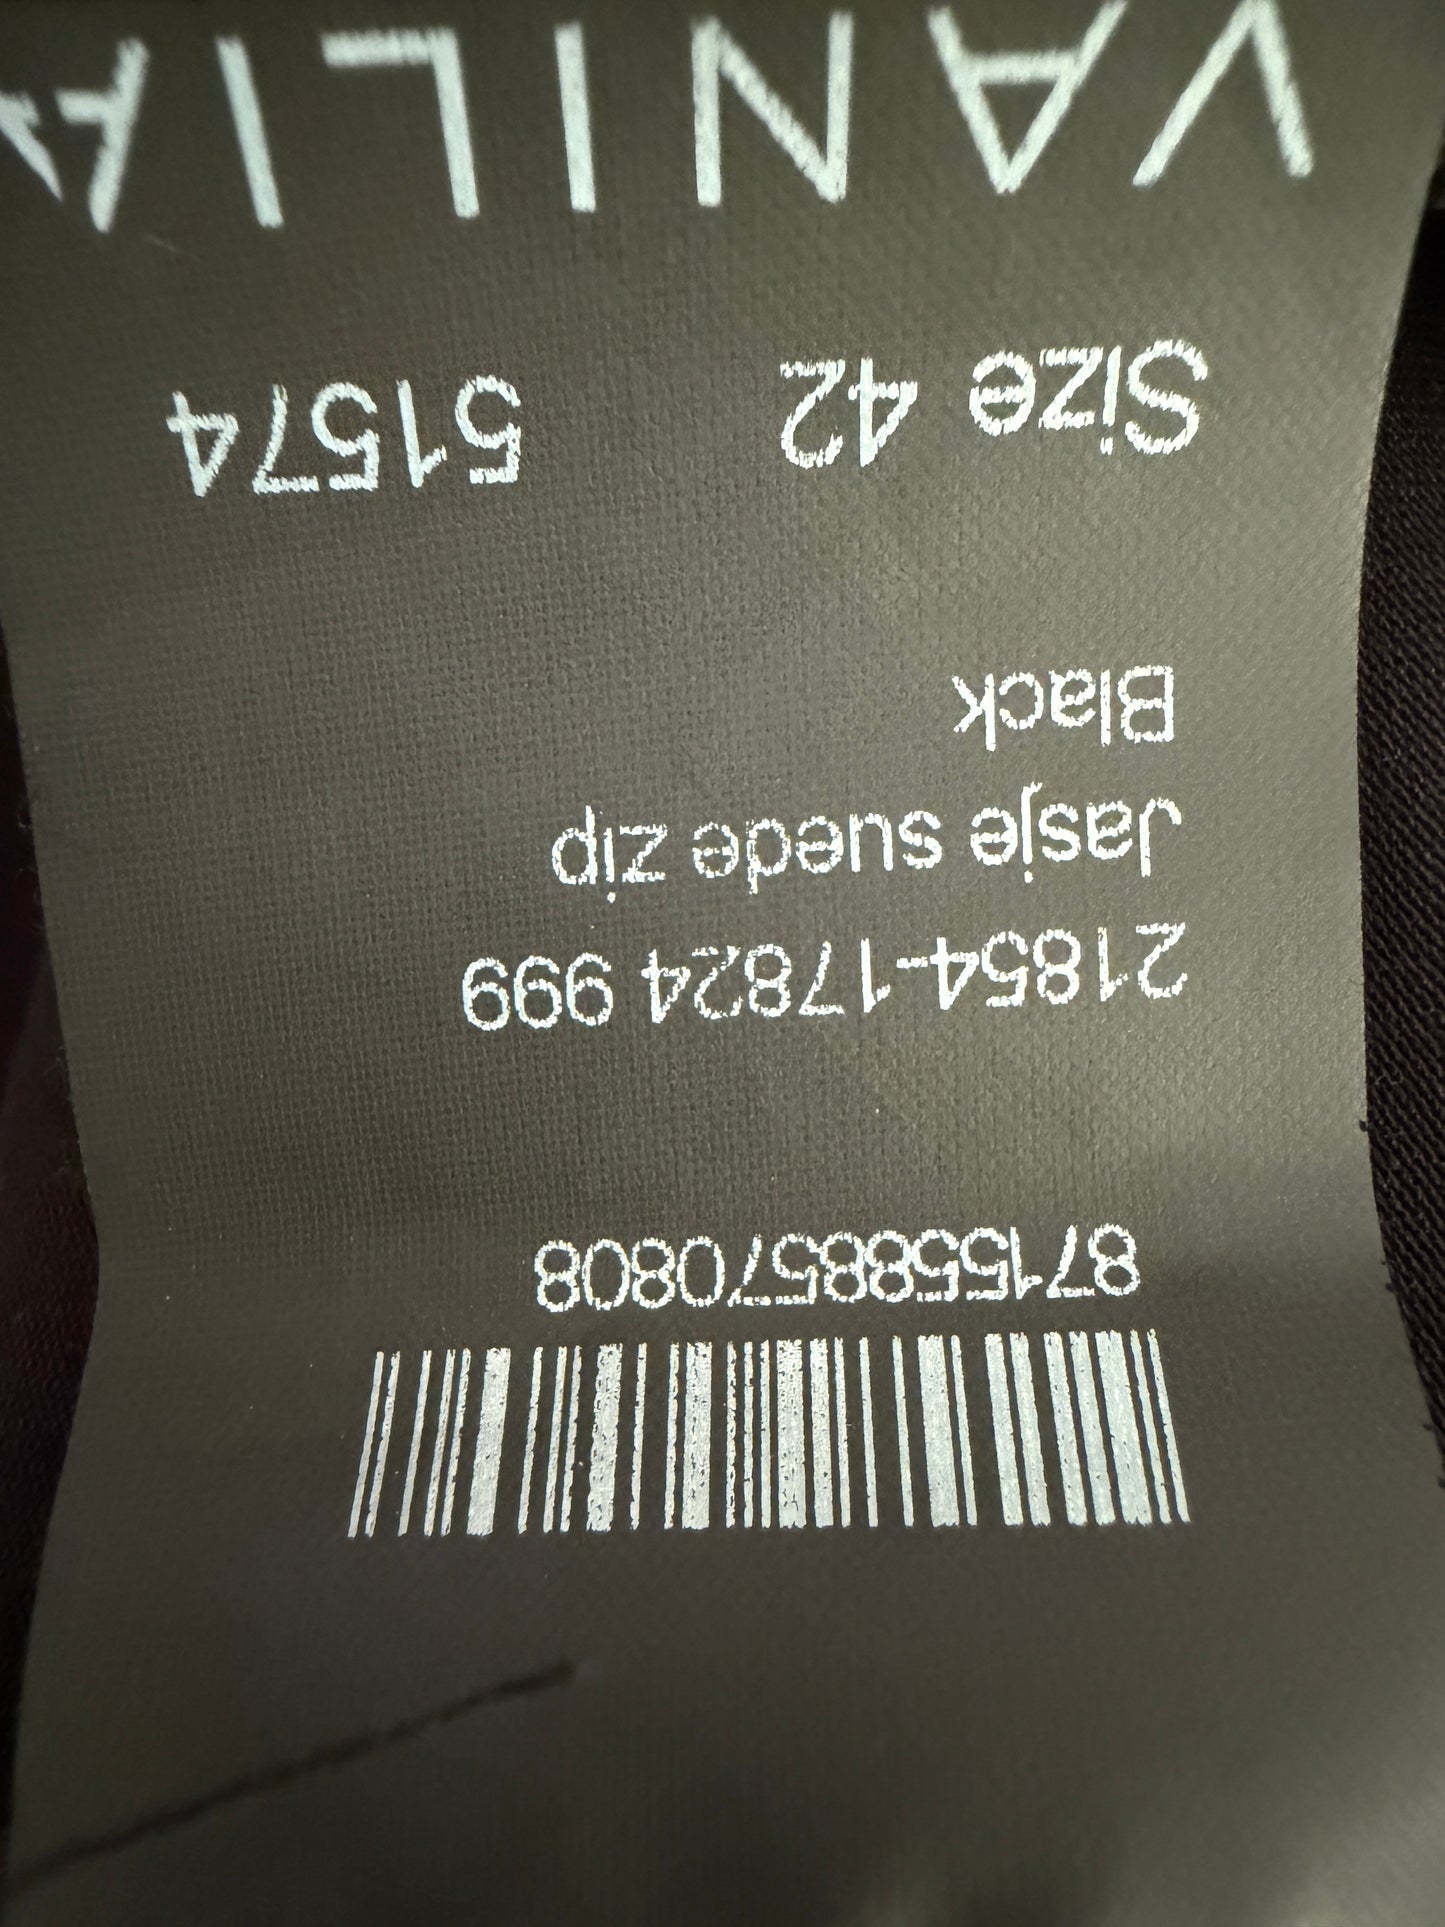 8715588570808
21854-17824 999
Jasje suede zip
Black
Size 42 51574
VANILIA